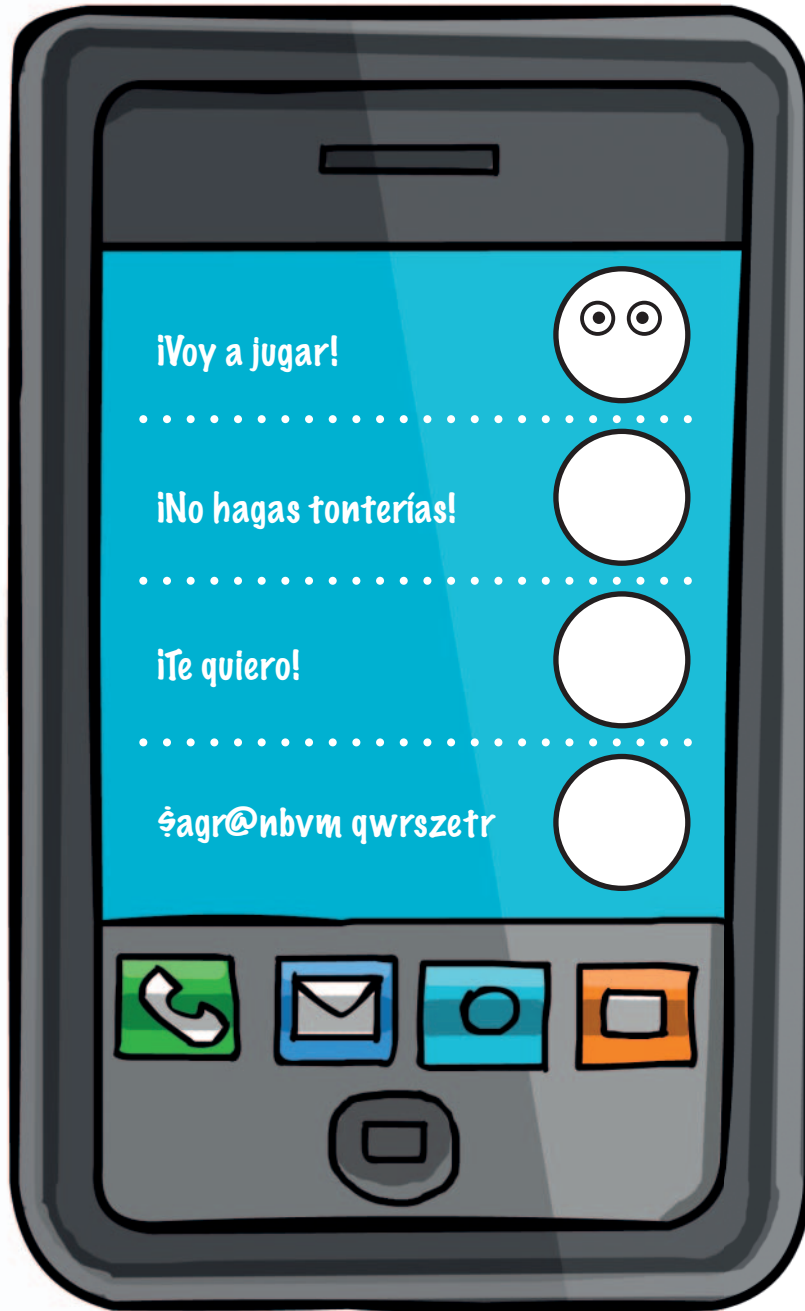 ¡Voy a jugar!
¡No hagas tonterías!
¡Te quiero!
$agr@nbvm qwrszetr